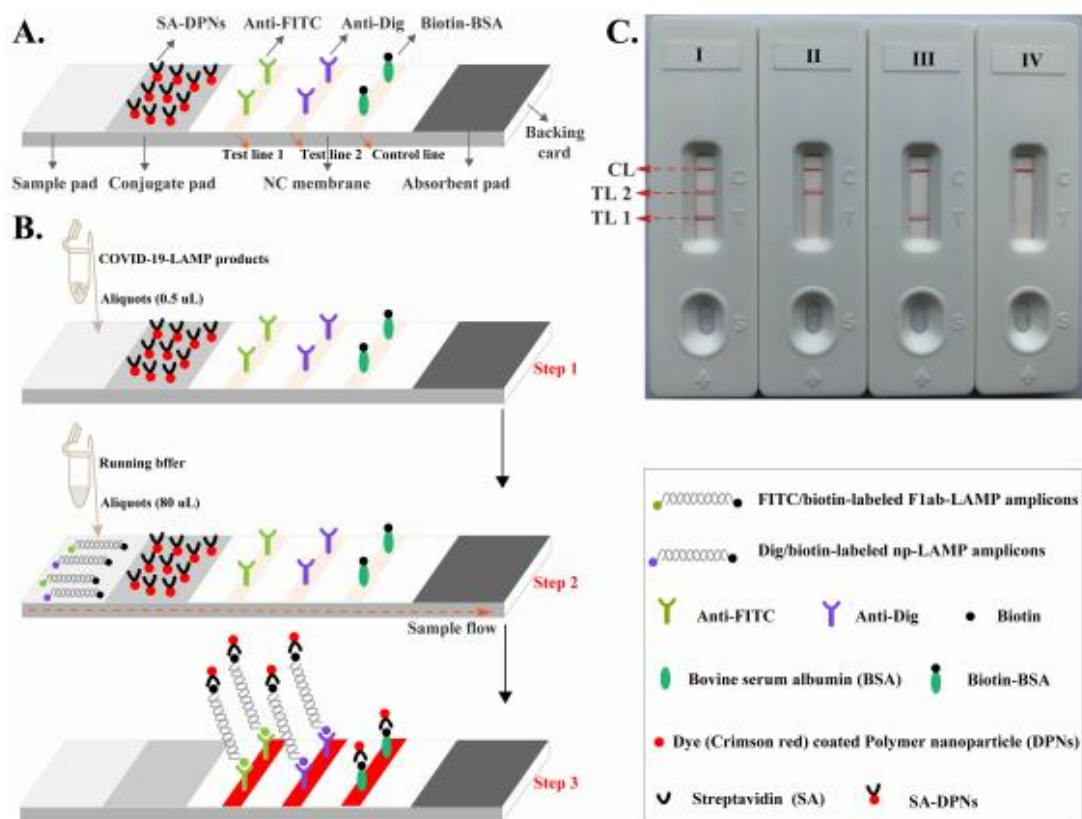 A.
SA-DPNs Anti-FITC Anti-Dig Biotin-BSA
Backing
card
Test line 1 Test line 2 Control line
Sample pad Conjugate pad NC membrane Absorbent pad
B.
COVID-19-LAMP products
Aliquots (0.5 uL)
Step 1
Running bffer
Aliquots (80 uL)
Step 2
Sample flow
Step 3
C.
I II III IV
CL
TL 2
TL 1
C C C C
T T T T
S S S S
FITC/biotin-labeled F1ab-LAMP amplicons
Dig/biotin-labeled np-LAMP amplicons
Anti-FITC Anti-Dig Biotin
Bovine serum albumin (BSA) Biotin-BSA
Dye (Crimson red) coated Polymer nanoparticle (DPNs)
Streptavidin (SA) SA-DPNs